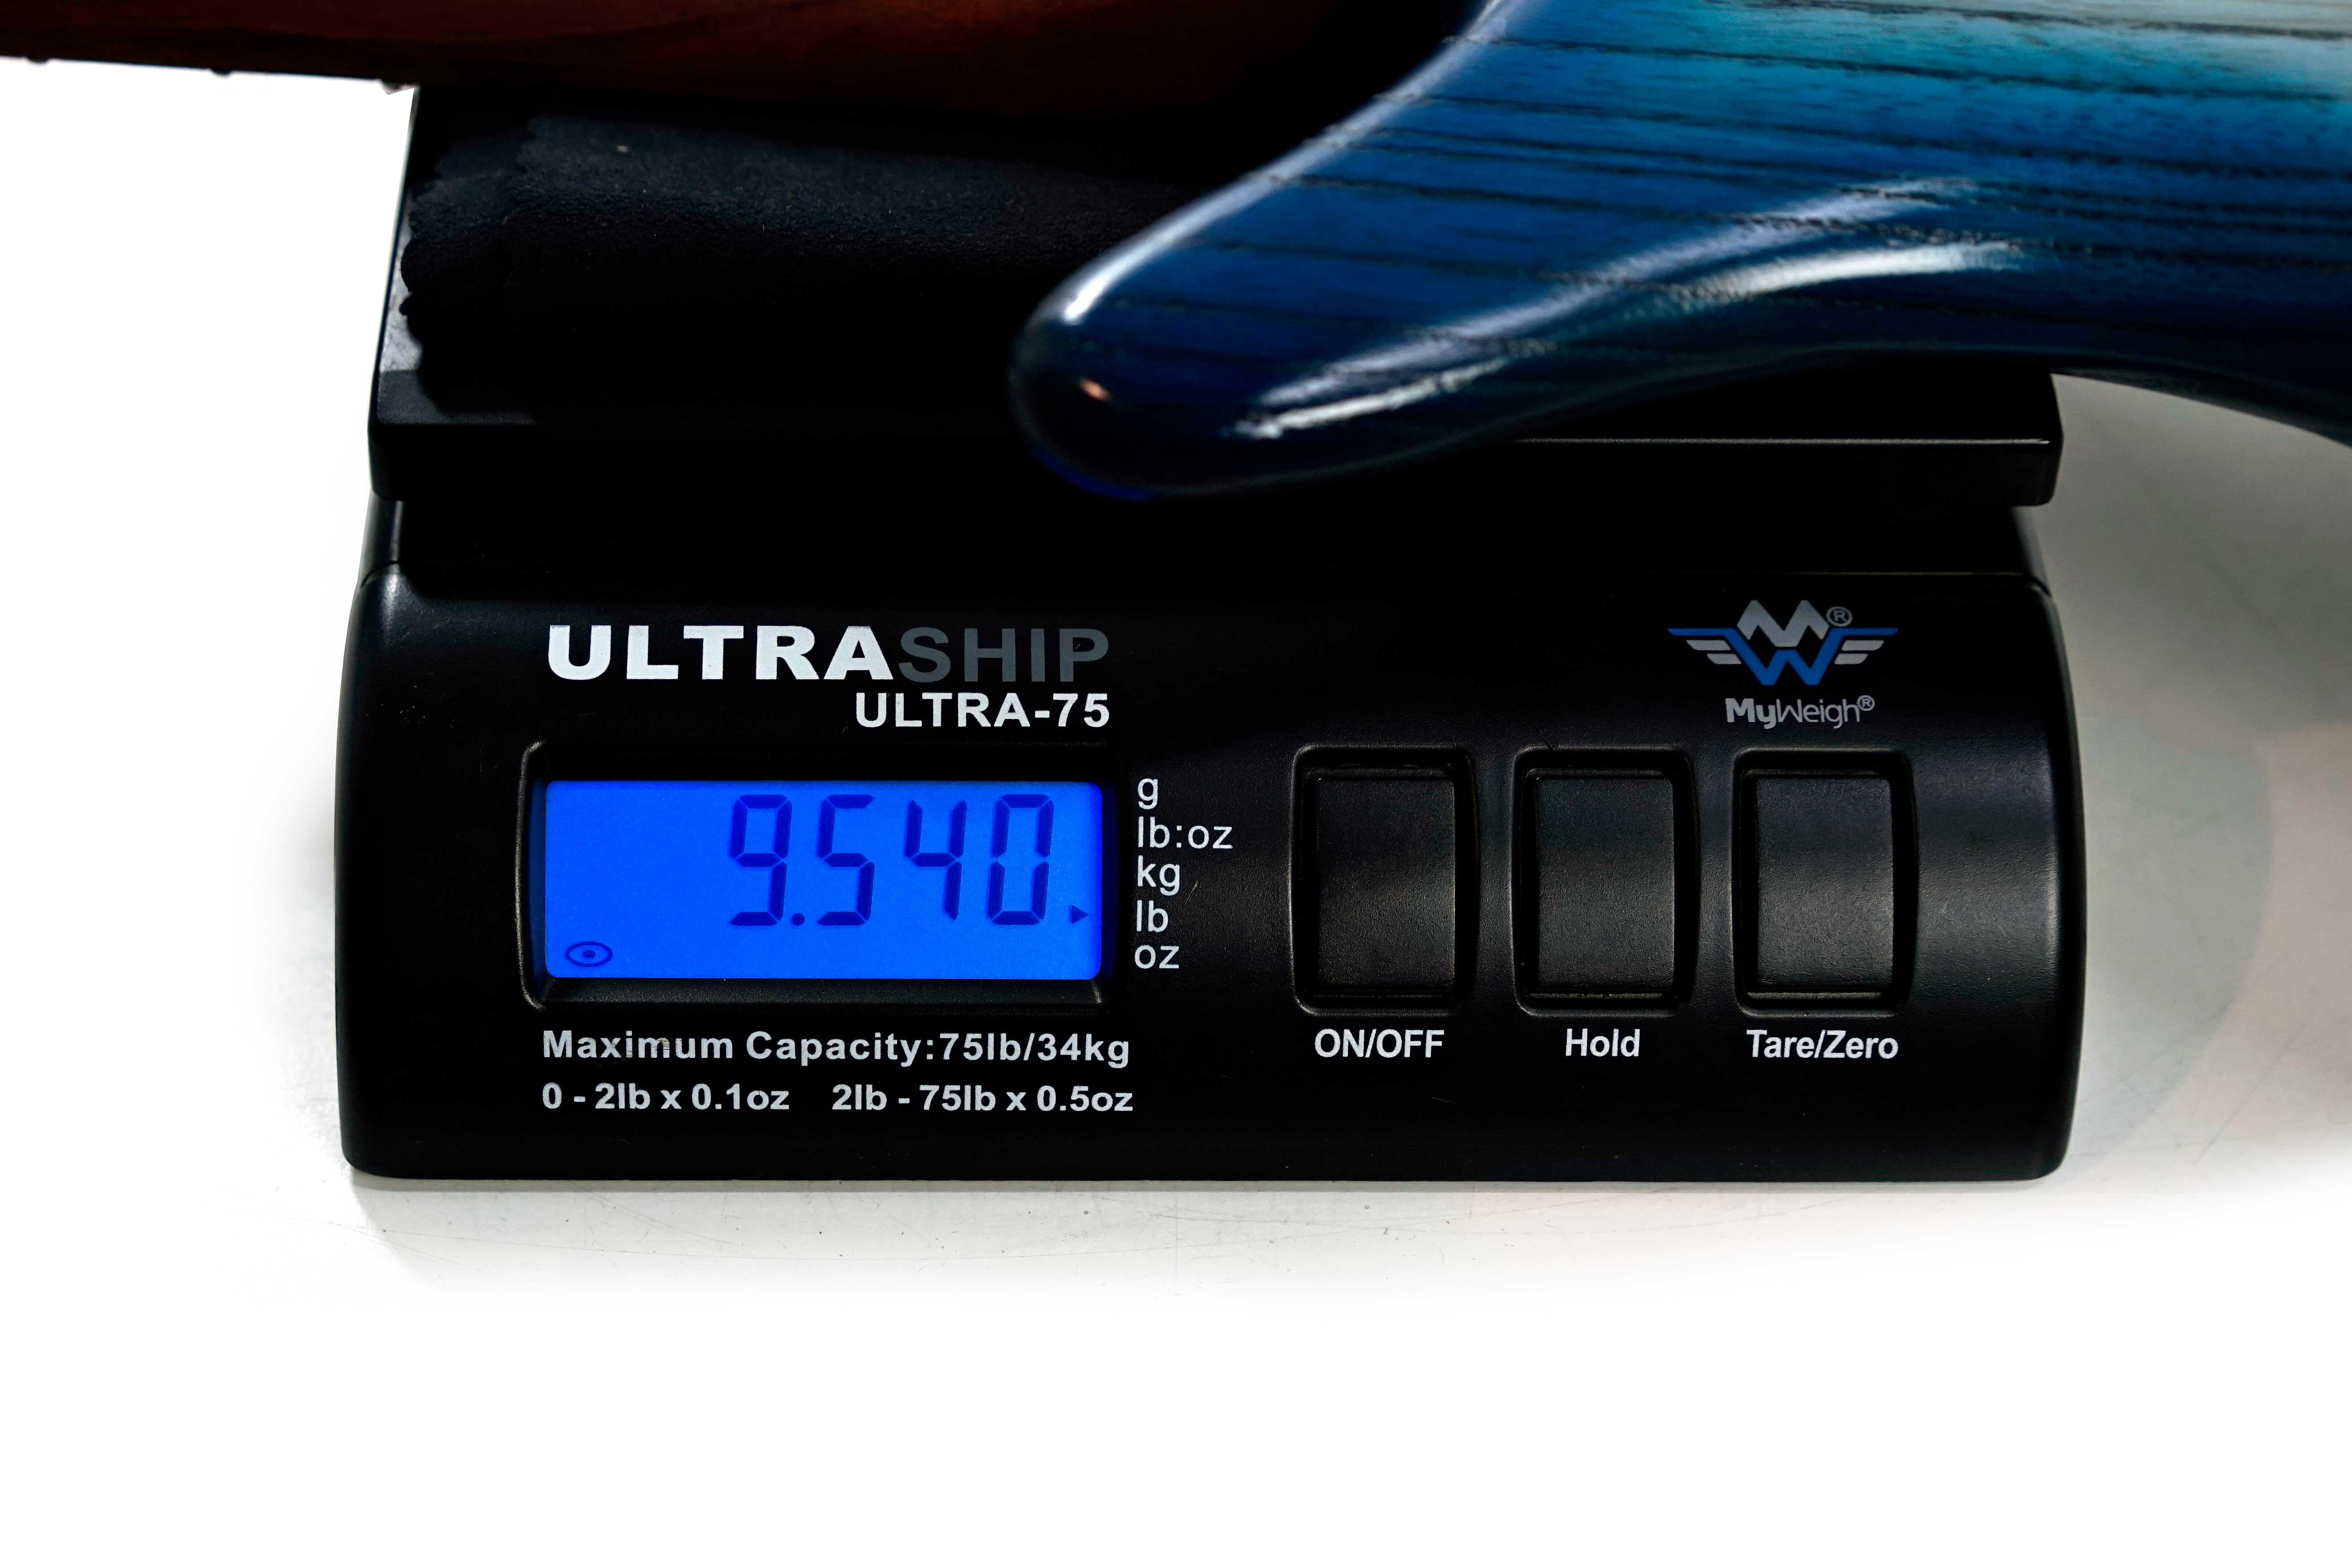 ULTRASHIP
ULTRA-75
MW®
MyWeigh®
9.540
g
lb:oz
kg
lb
oz
Maximum Capacity:75lb/34kg
0 - 2lb x 0.1oz 2lb - 75lb x 0.5oz
ON/OFF
Hold
Tare/Zero